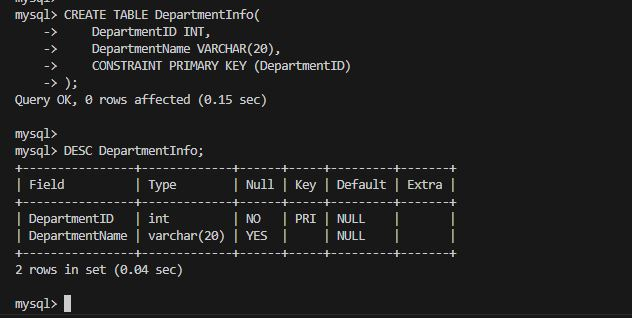 mysql> CREATE TABLE DepartmentInfo(
    ->     DepartmentID INT,
    ->     DepartmentName VARCHAR(20),
    ->     CONSTRAINT PRIMARY KEY (DepartmentID)
    -> );
Query OK, 0 rows affected (0.15 sec)

mysql>
mysql> DESC DepartmentInfo;
+----------------+-------------+------+-----+---------+-------+
| Field          | Type        | Null | Key | Default | Extra |
+----------------+-------------+------+-----+---------+-------+
| DepartmentID   | int         | NO   | PRI | NULL    |       |
| DepartmentName | varchar(20) | YES  |     | NULL    |       |
+----------------+-------------+------+-----+---------+-------+
2 rows in set (0.04 sec)

mysql>